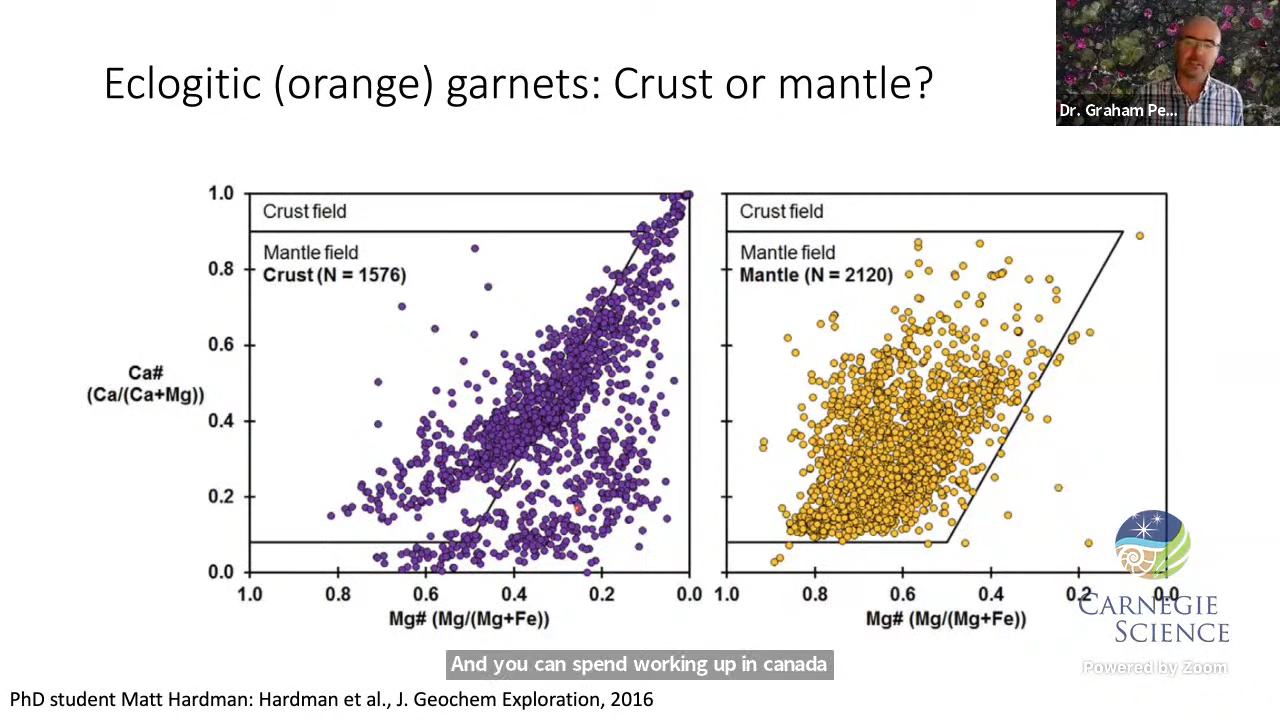 Eclogitic (orange) garnets: Crust or mantle?
Dr. Graham Pe...
1.0
0.8
0.6
0.4
0.2
0.0
Ca#
(Ca/(Ca+Mg))
Crust field
Mantle field
Crust (N = 1576)
1.0 0.8 0.6 0.4 0.2 0.0
Mg# (Mg/(Mg+Fe))
Crust field
Mantle field
Mantle (N = 2120)
1.0 0.8 0.6 0.4 0.2 0.0
Mg# (Mg/(Mg+Fe))
CARNEGIE
SCIENCE
Powered by Zoom
And you can spend working up in canada
PhD student Matt Hardman: Hardman et al., J. Geochem Exploration, 2016